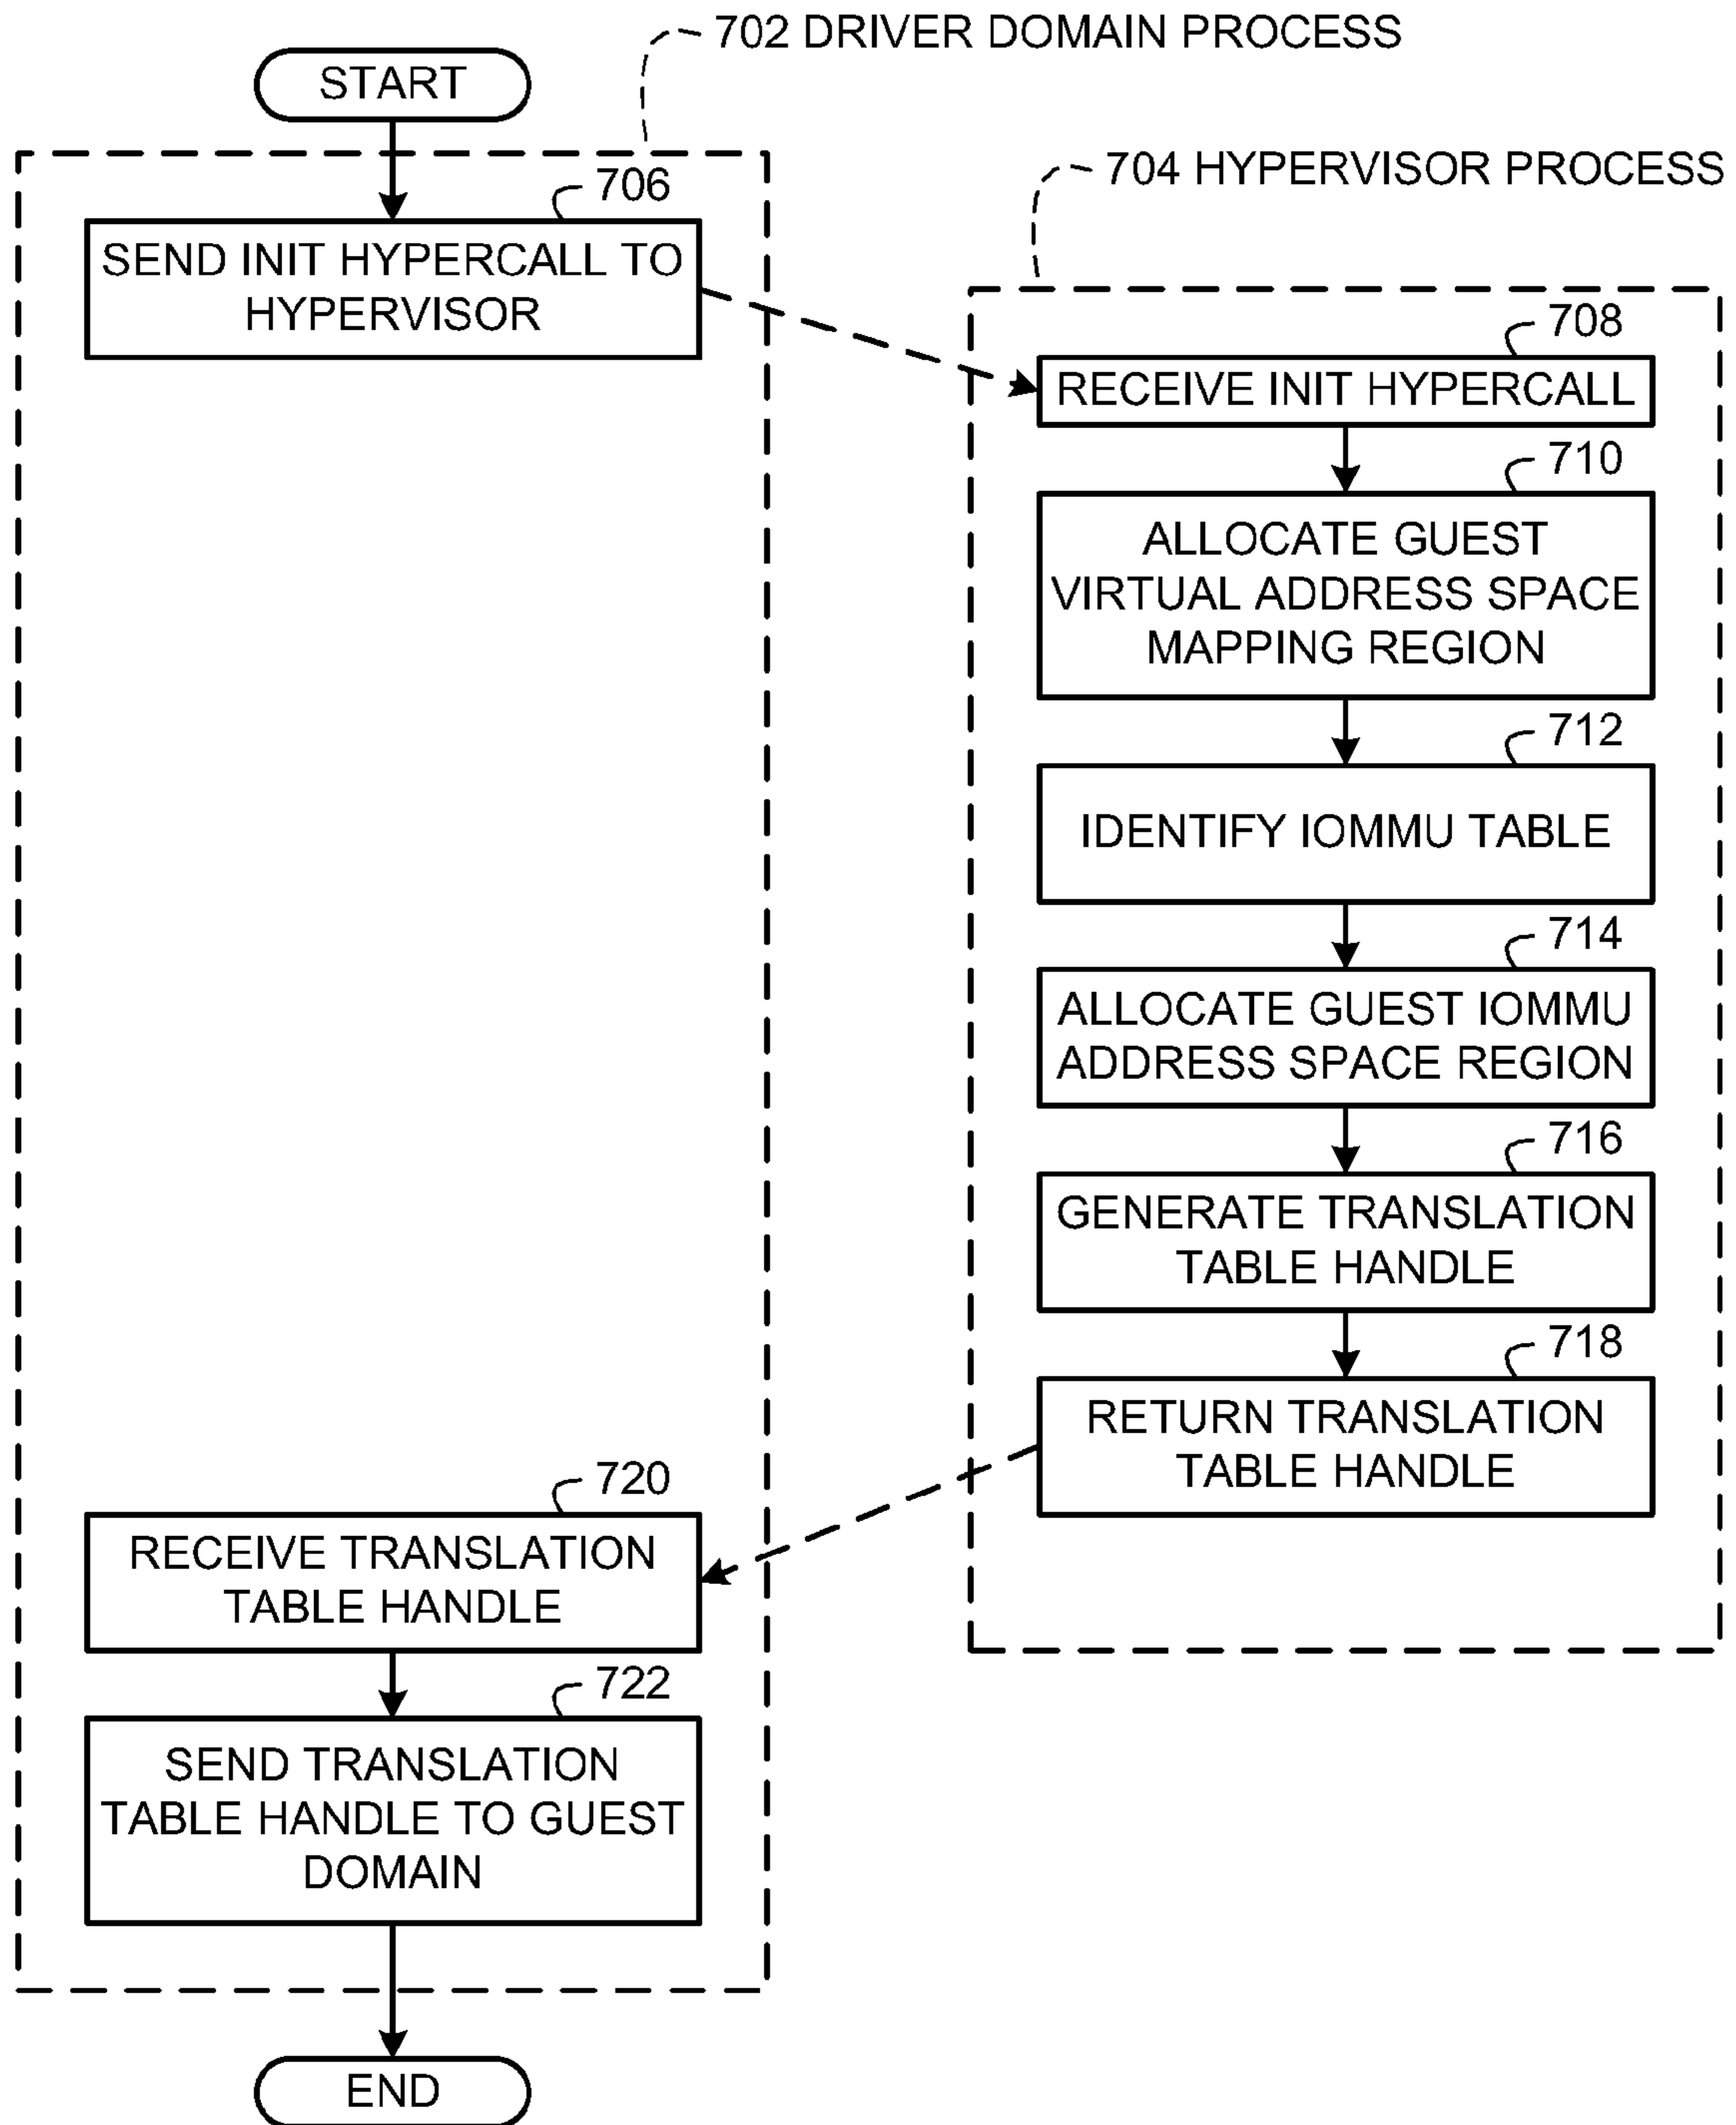 702 DRIVER DOMAIN PROCESS
START
704 HYPERVISOR PROCESS
706
SEND INIT HYPERCALL TO
HYPERVISOR
708
RECEIVE INIT HYPERCALL
710
ALLOCATE GUEST
VIRTUAL ADDRESS SPACE
MAPPING REGION
712
IDENTIFY IOMMU TABLE
714
ALLOCATE GUEST IOMMU
ADDRESS SPACE REGION
716
GENERATE TRANSLATION
TABLE HANDLE
718
RETURN TRANSLATION
TABLE HANDLE
720
RECEIVE TRANSLATION
TABLE HANDLE
722
SEND TRANSLATION
TABLE HANDLE TO GUEST
DOMAIN
END